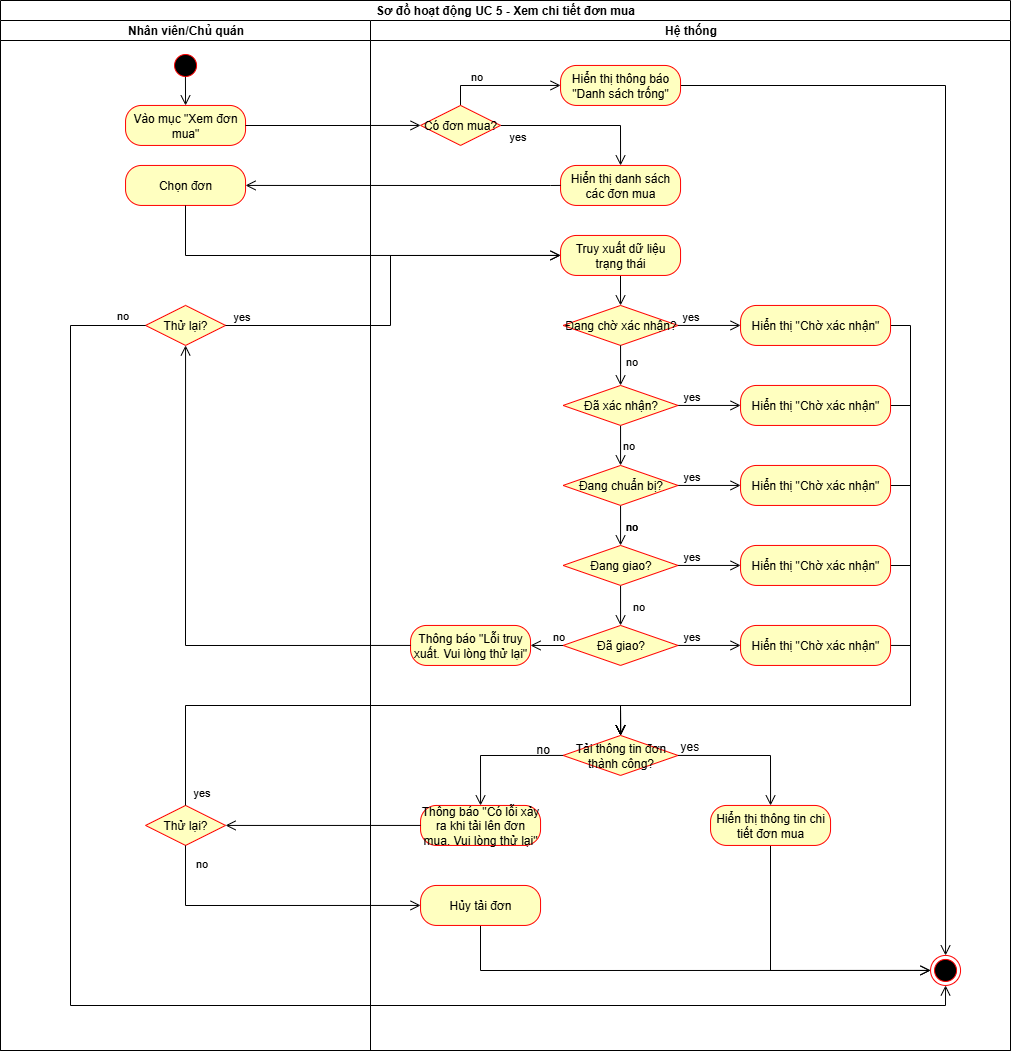 Sơ đồ hoạt động UC 5 - Xem chi tiết đơn mua
Nhân viên/Chủ quán
Hệ thống
no
Hiển thị thông báo
"Danh sách trống"
Vào mục "Xem đơn
mua"
Có đơn mua?
yes
Chọn đơn
Hiển thị danh sách
các đơn mua
Truy xuất dữ liệu
trạng thái
no
Thử lại?
yes
Đang chờ xác nhận?
yes
Hiển thị "Chờ xác nhận"
no
Đã xác nhận?
yes
Hiển thị "Chờ xác nhận"
no
Đang chuẩn bị?
yes
Hiển thị "Chờ xác nhận"
no
Đang giao?
yes
Hiển thị "Chờ xác nhận"
no
Thông báo "Lỗi truy
xuất. Vui lòng thử lại"
no
Đã giao?
yes
Hiển thị "Chờ xác nhận"
no
Tải thông tin đơn
thành công?
yes
yes
Thử lại?
Thông báo "Có lỗi xảy
ra khi tải lên đơn
mua. Vui lòng thử lại"
Hiển thị thông tin chi
tiết đơn mua
no
Hủy tải đơn